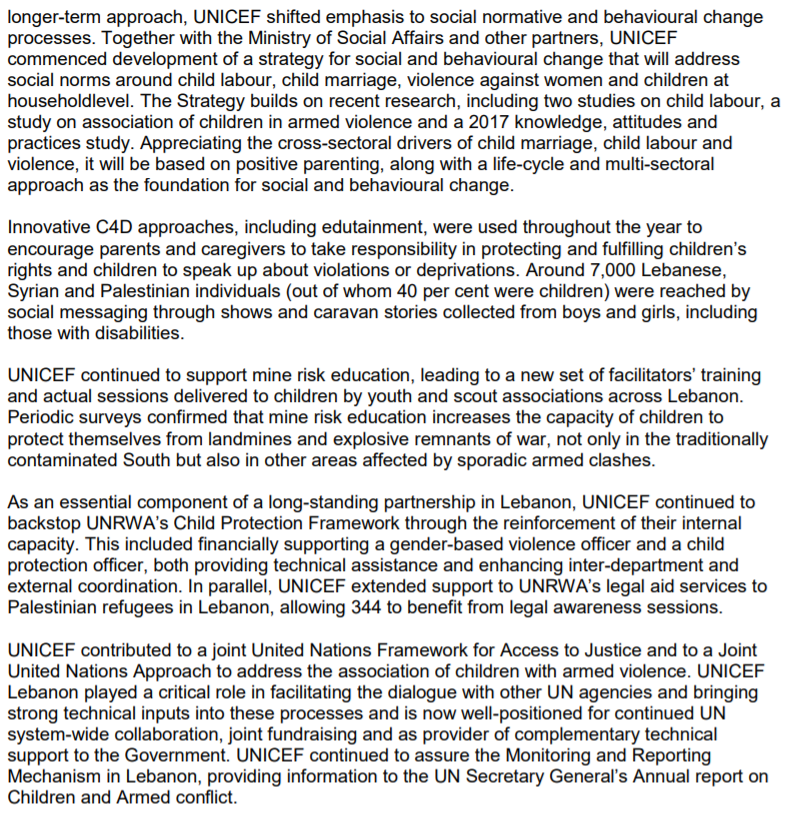 longer-term approach, UNICEF shifted emphasis to social normative and behavioural change
processes. Together with the Ministry of Social Affairs and other partners, UNICEF
commenced development of a strategy for social and behavioural change that will address
social norms around child labour, child marriage, violence against women and children at
householdlevel. The Strategy builds on recent research, including two studies on child labour, a
study on association of children in armed violence and a 2017 knowledge, attitudes and
practices study. Appreciating the cross-sectoral drivers of child marriage, child labour and
violence, it will be based on positive parenting, along with a life-cycle and multi-sectoral
approach as the foundation for social and behavioural change.
Innovative C4D approaches, including edutainment, were used throughout the year to
encourage parents and caregivers to take responsibility in protecting and fulfilling children’s
rights and children to speak up about violations or deprivations. Around 7,000 Lebanese,
Syrian and Palestinian individuals (out of whom 40 per cent were children) were reached by
social messaging through shows and caravan stories collected from boys and girls, including
those with disabilities.
UNICEF continued to support mine risk education, leading to a new set of facilitators’ training
and actual sessions delivered to children by youth and scout associations across Lebanon.
Periodic surveys confirmed that mine risk education increases the capacity of children to
protect themselves from landmines and explosive remnants of war, not only in the traditionally
contaminated South but also in other areas affected by sporadic armed clashes.
As an essential component of a long-standing partnership in Lebanon, UNICEF continued to
backstop UNRWA’s Child Protection Framework through the reinforcement of their internal
capacity. This included financially supporting a gender-based violence officer and a child
protection officer, both providing technical assistance and enhancing inter-department and
external coordination. In parallel, UNICEF extended support to UNRWA’s legal aid services to
Palestinian refugees in Lebanon, allowing 344 to benefit from legal awareness sessions.
UNICEF contributed to a joint United Nations Framework for Access to Justice and to a Joint
United Nations Approach to address the association of children with armed violence. UNICEF
Lebanon played a critical role in facilitating the dialogue with other UN agencies and bringing
strong technical inputs into these processes and is now well-positioned for continued UN
system-wide collaboration, joint fundraising and as provider of complementary technical
support to the Government. UNICEF continued to assure the Monitoring and Reporting
Mechanism in Lebanon, providing information to the UN Secretary General’s Annual report on
Children and Armed conflict.